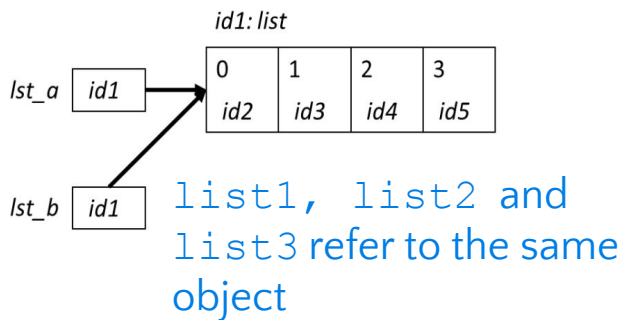 id1: list
0 1 2 3
lst_a id1 id2 id3 id4 id5
lst_b id1
list1, list2 and
list3 refer to the same
object